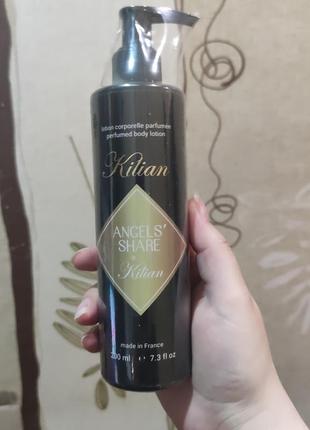 lotion corporelle parfumée
perfumed body lotion
Kilian
ANGELS'
SHARE
Kilian
made in France
200 ml e 7.3 fl oz